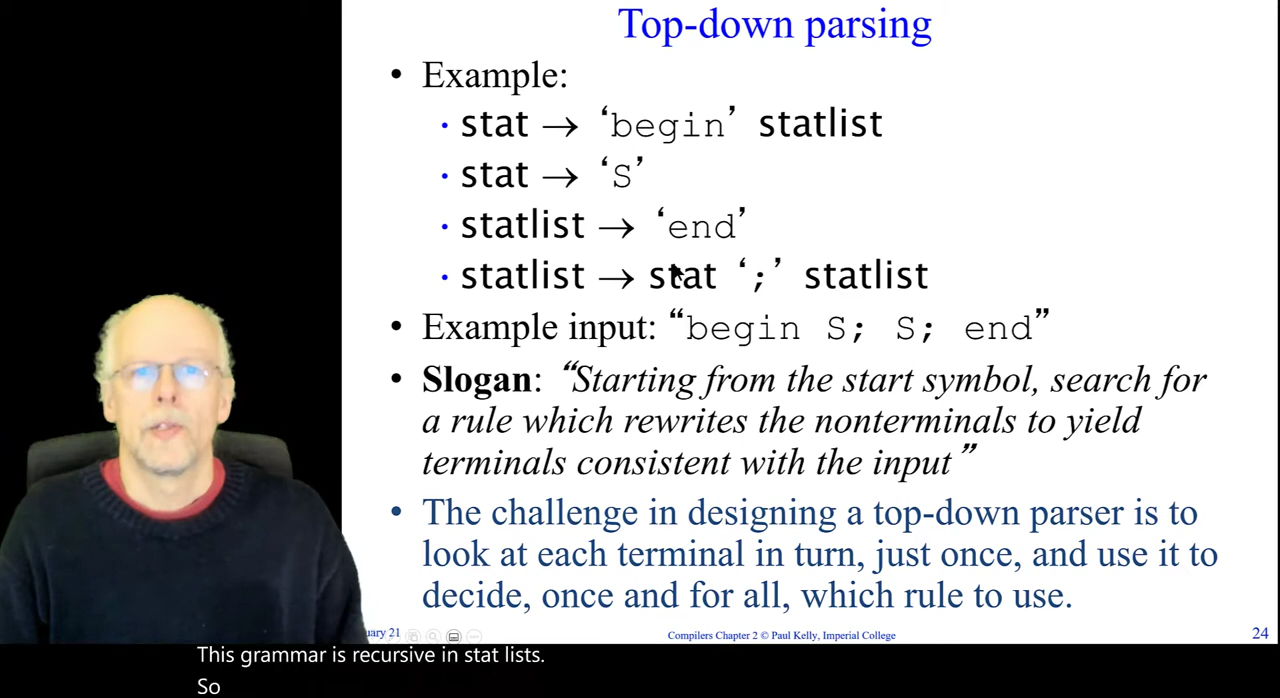 Top-down parsing
• Example:
• stat → ‘begin’ statlist
• stat → ‘S’
• statlist → ‘end’
• statlist → stat ‘;’ statlist
• Example input: “begin S; S; end”
• Slogan: “Starting from the start symbol, search for
a rule which rewrites the nonterminals to yield
terminals consistent with the input”
• The challenge in designing a top-down parser is to
look at each terminal in turn, just once, and use it to
decide, once and for all, which rule to use.
uary 21
Compilers Chapter 2 © Paul Kelly, Imperial College
24
This grammar is recursive in stat lists.
So